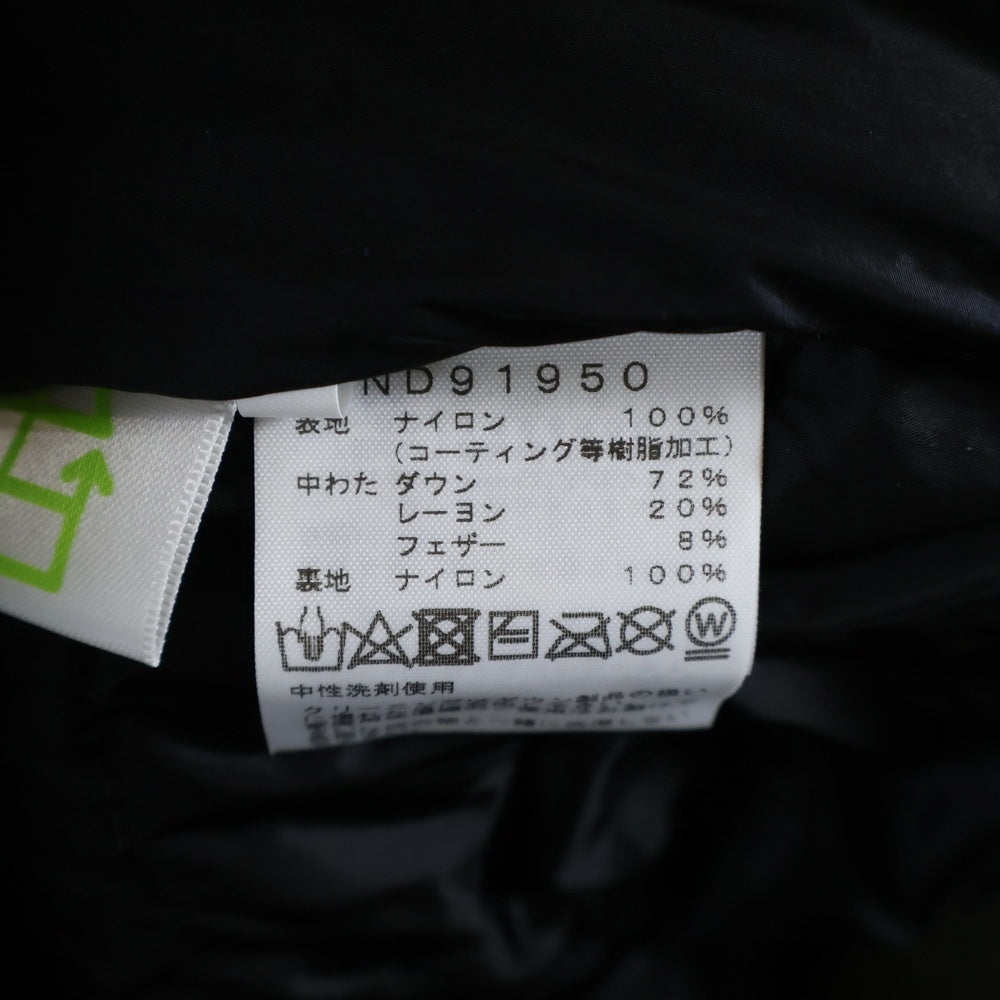 ND91950
表地 ナイロン 100%
(コーティング等樹脂加工)
中わた ダウン 72%
レーヨン 20%
フェザー 8%
裏地 ナイロン 100%
W
中性洗剤使用